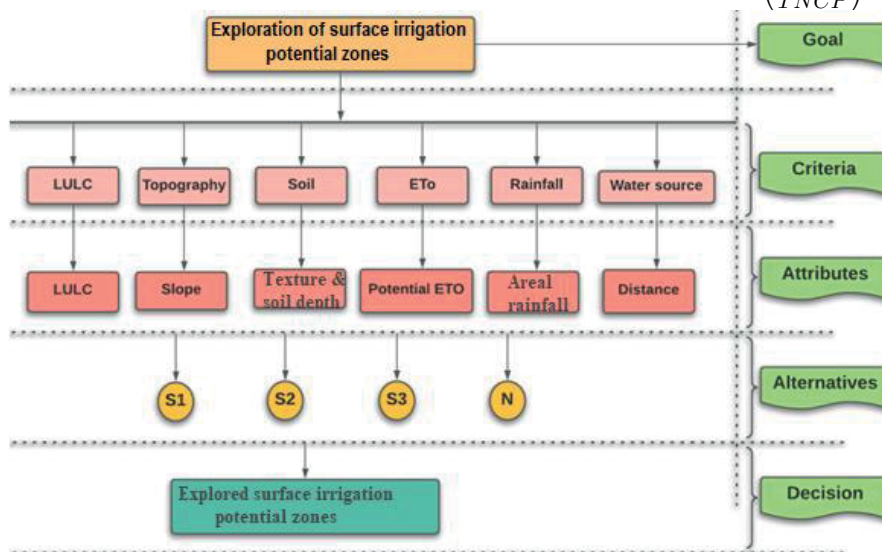 (TNCP)
Exploration of surface irrigation
potential zones
Goal
LULC
Topography
Soil
ETo
Rainfall
Water source
Criteria
LULC
Slope
Texture &
soil depth
Potential ETO
Areal
rainfall
Distance
Attributes
S1
S2
S3
N
Alternatives
Explored surface irrigation
potential zones
Decision